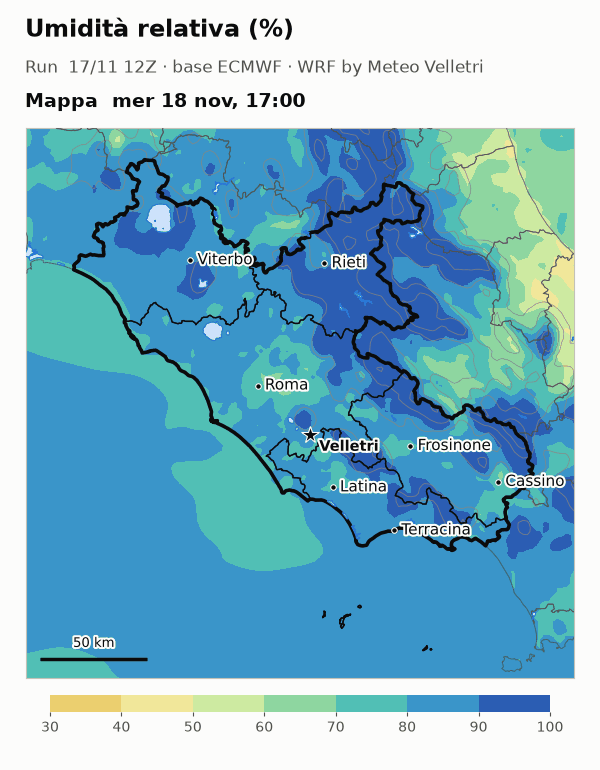 Umidità relativa (%)
Run  17/11 12Z · base ECMWF · WRF by Meteo Velletri
Mappa  mer 18 nov, 17:00
Viterbo
Rieti
Roma
Velletri
Frosinone
Cassino
Latina
Terracina
50 km
30 40 50 60 70 80 90 100